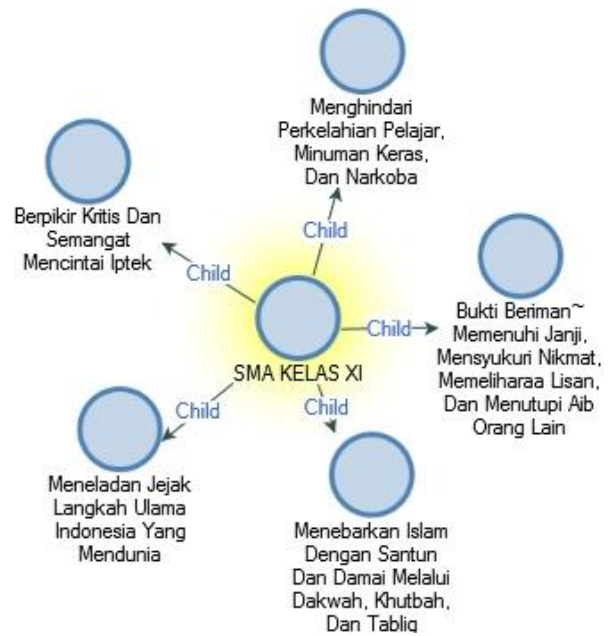 Menghindari
Perkelahian Pelajar,
Minuman Keras,
Dan Narkoba
Berpikir Kritis Dan
Semangat
Mencintai Iptek
Child
Child
Child
Bukti Beriman~
Memenuhi Janji,
Mensyukuri Nikmat,
Memeliharaa Lisan,
Dan Menutupi Aib
Orang Lain
SMA KELAS XI
Child
Child
Meneladan Jejak
Langkah Ulama
Indonesia Yang
Mendunia
Menebarkan Islam
Dengan Santun
Dan Damai Melalui
Dakwah, Khutbah,
Dan Tablig